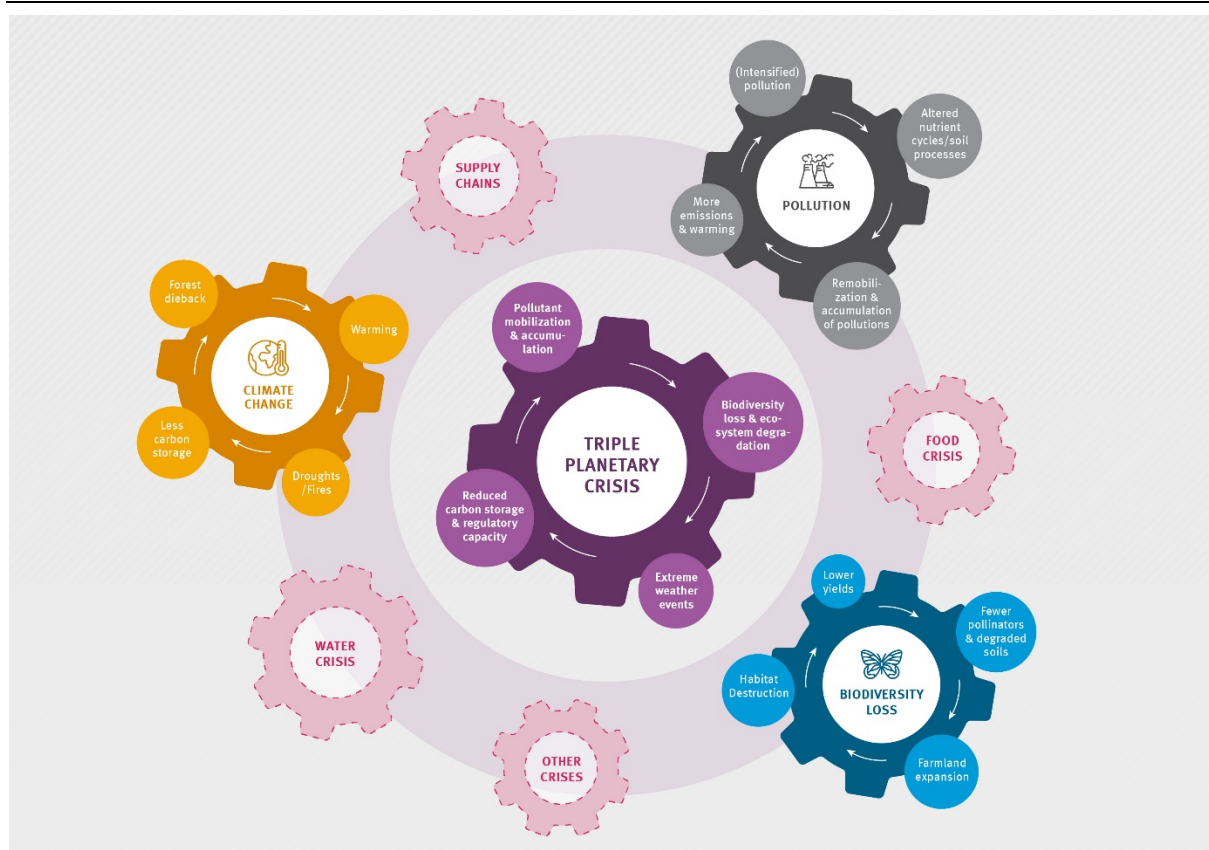 (Intensified)
pollution
Altered
nutrient
cycles/soil
processes
POLLUTION
More
emissions
& warming
Remobili-
zation &
accumulation
of pollutions
SUPPLY
CHAINS
Forest
dieback
Warming
CLIMATE
CHANGE
Less
carbon
storage
Droughts
/Fires
Pollutant
mobilization
& accumu-
lation
Biodiversity
loss & eco-
system degra-
dation
TRIPLE
PLANETARY
CRISIS
Reduced
carbon storage
& regulatory
capacity
Extreme
weather
events
FOOD
CRISIS
Lower
yields
Fewer
pollinators
& degraded
soils
Habitat
Destruction
BIODIVERSITY
LOSS
Farmland
expansion
WATER
CRISIS
OTHER
CRISES